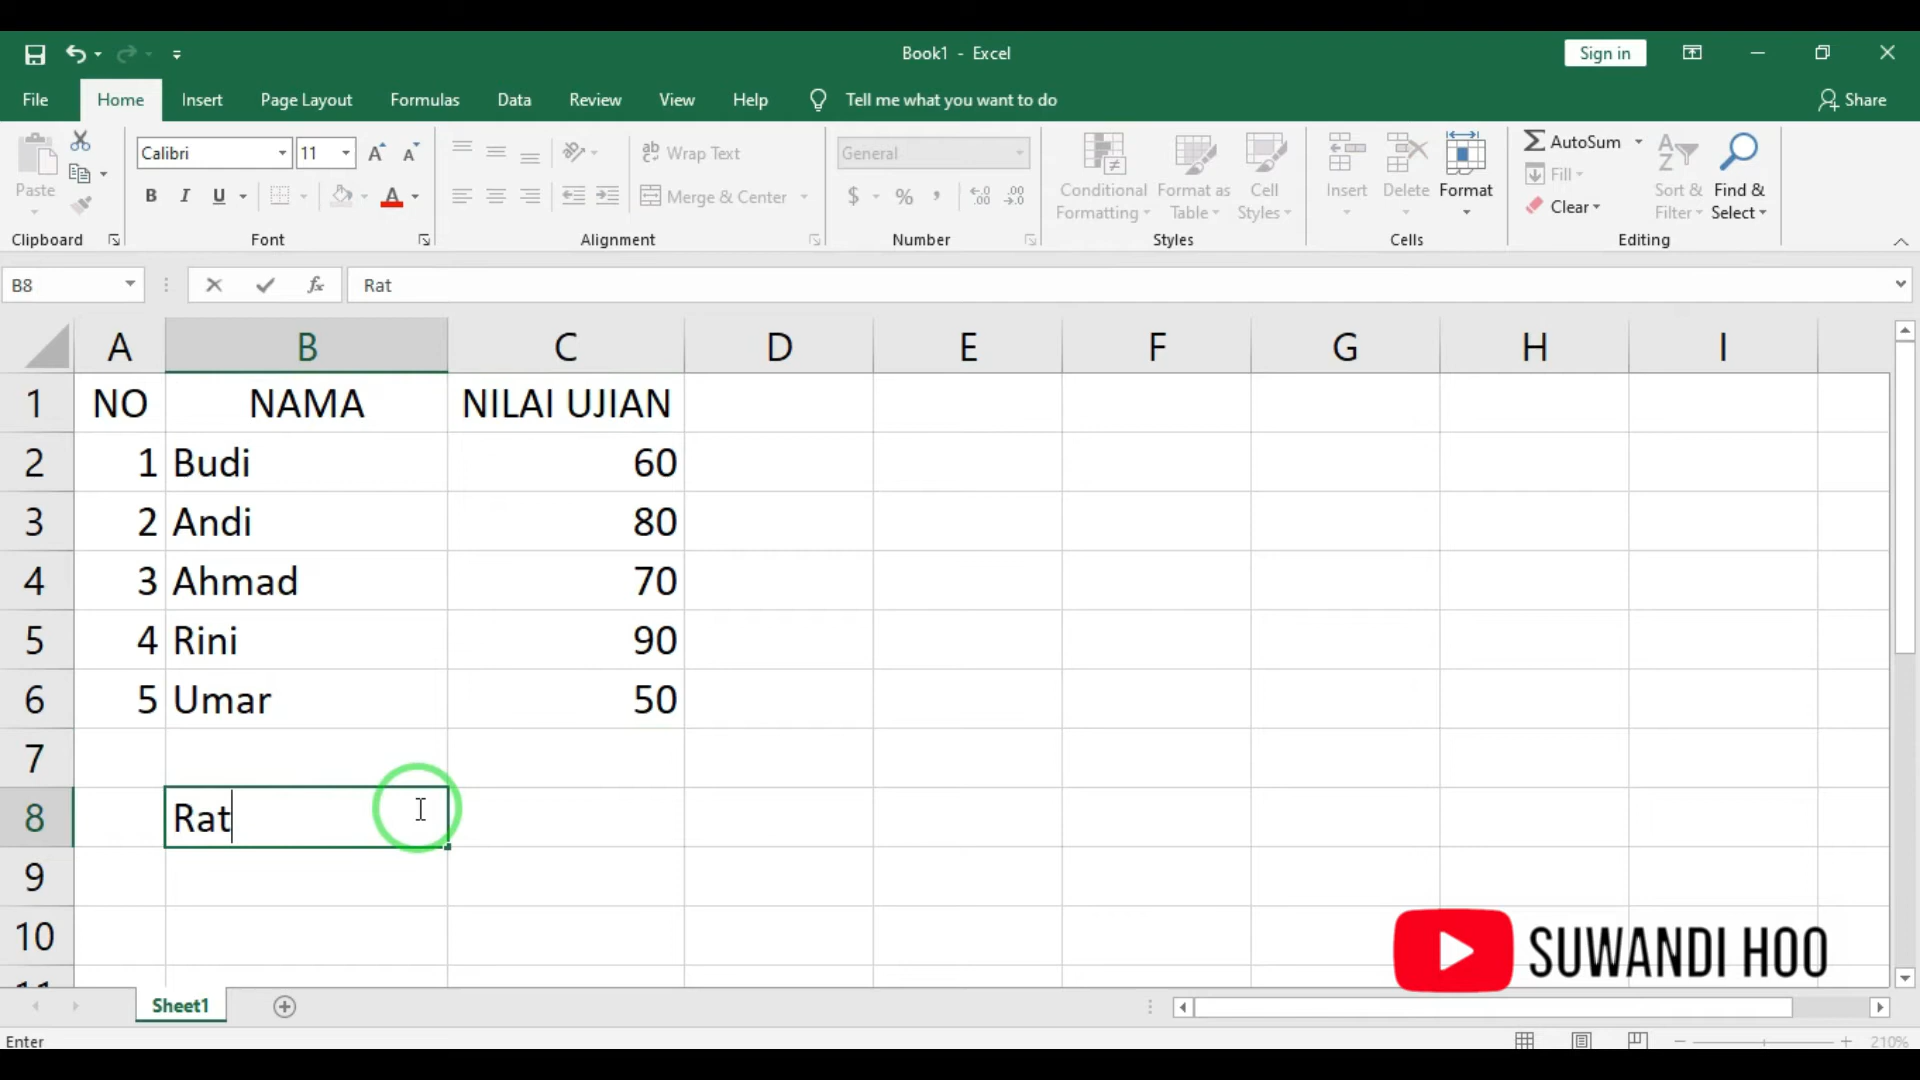 Book1 - Excel
Sign in
File Home Insert Page Layout Formulas Data Review View Help Tell me what you want to do Share
Paste
Calibri 11
B I U A
Wrap Text
Merge & Center
General
$ % ,
Conditional Formatting
Format as Table
Cell Styles
Insert Delete Format
AutoSum
Fill
Clear
Sort & Filter
Find & Select
Clipboard Font Alignment Number Styles Cells Editing
B8 fx Rat
A B C D E F G H I
1 NO NAMA NILAI UJIAN
2 1 Budi 60
3 2 Andi 80
4 3 Ahmad 70
5 4 Rini 90
6 5 Umar 50
7
8 Rat
9
10
SUWANDI HOO
Sheet1
Enter 210%